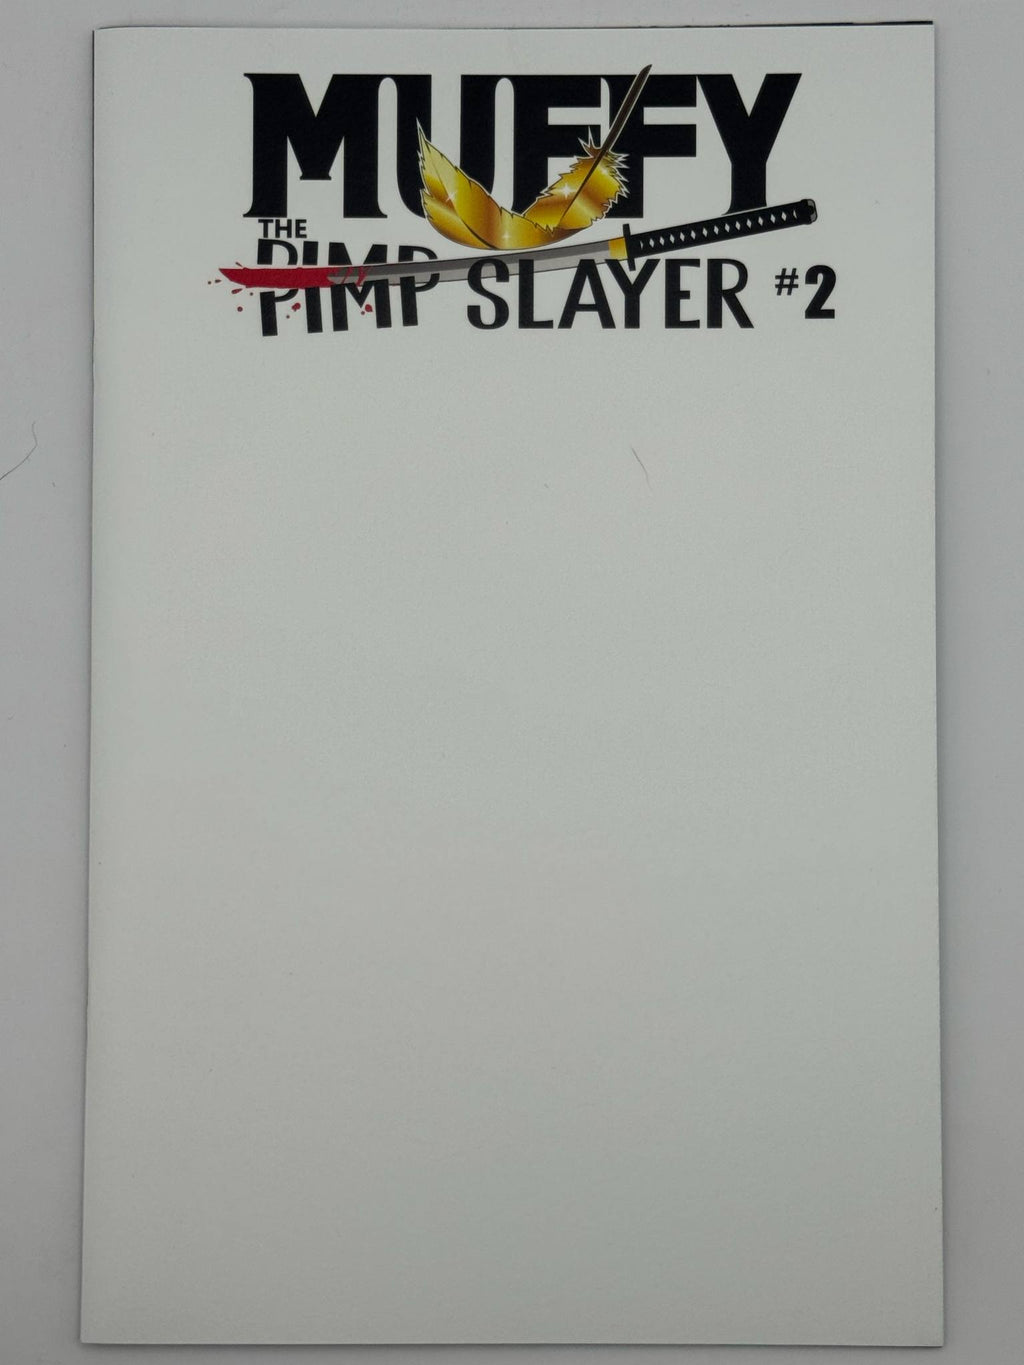 MUFFY
THE
PIMP SLAYER #2